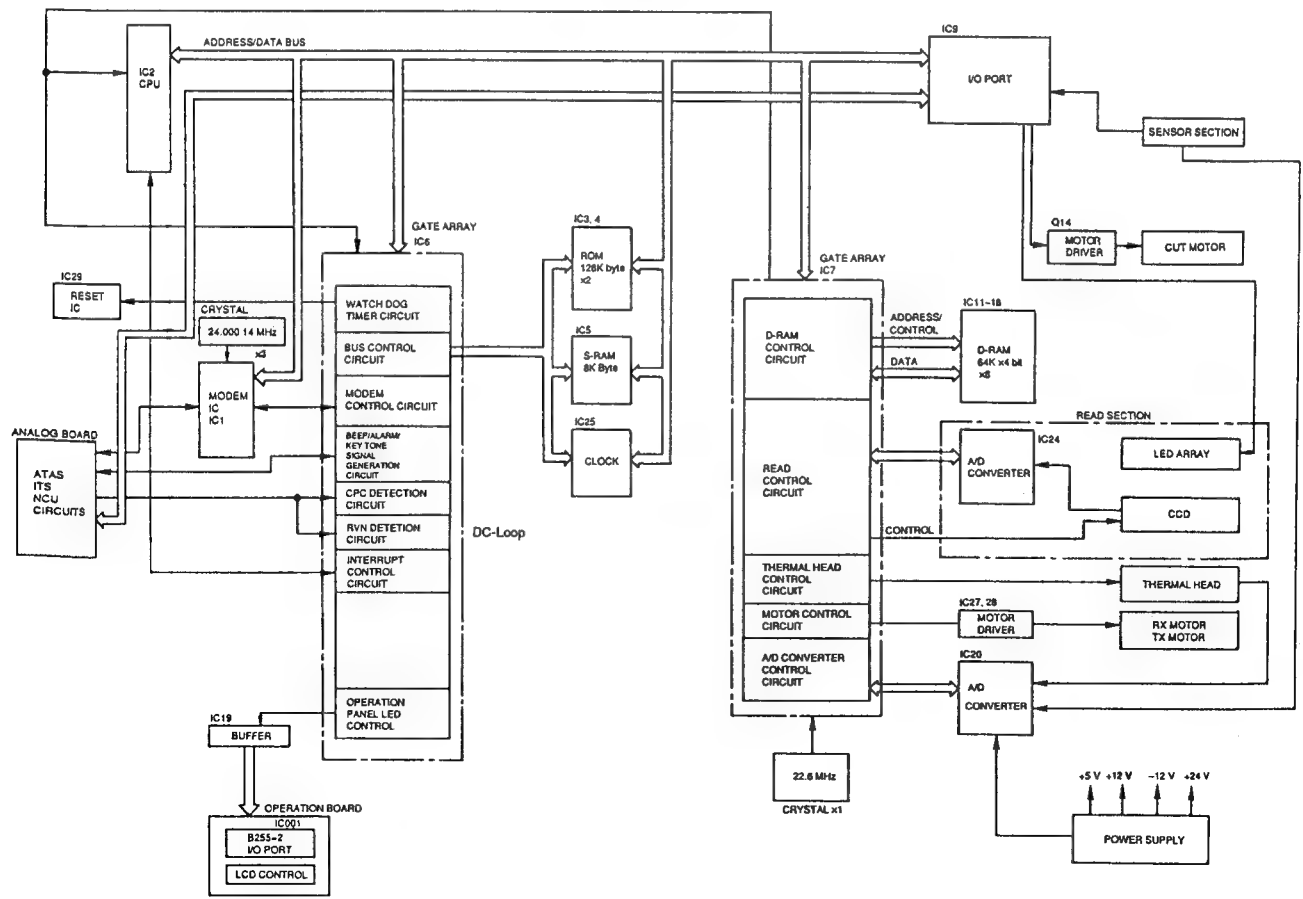 ADDRESS/DATA BUS
IC2
CPU
IC9
I/O PORT
SENSOR SECTION
Q14
MOTOR
DRIVER
CUT MOTOR
GATE ARRAY
IC6
IC29
RESET
IC
CRYSTAL
24.000 14 MHz
x3
MODEM
IC
IC1
WATCH DOG
TIMER CIRCUIT
BUS CONTROL
CIRCUIT
MODEM
CONTROL CIRCUIT
BEEP/ALARM/
KEY TONE
SIGNAL
GENERATION
CIRCUIT
CPC DETECTION
CIRCUIT
RVN DETETION
CIRCUIT
INTERRUPT
CONTROL
CIRCUIT
OPERATION
PANEL LED
CONTROL
DC-Loop
ANALOG BOARD
ATAS
ITS
NCU
CIRCUITS
IC3, 4
ROM
128K byte
x2
IC5
S-RAM
8K Byte
IC25
CLOCK
GATE ARRAY
IC7
D-RAM
CONTROL
CIRCUIT
READ
CONTROL
CIRCUIT
THERMAL HEAD
CONTROL
CIRCUIT
MOTOR CONTROL
CIRCUIT
A/D CONVERTER
CONTROL
CIRCUIT
ADDRESS/
CONTROL
DATA
IC11-18
D-RAM
64K x4 bit
x8
READ SECTION
IC24
A/D
CONVERTER
LED ARRAY
CCD
CONTROL
THERMAL HEAD
IC27, 28
MOTOR
DRIVER
RX MOTOR
TX MOTOR
IC20
A/D
CONVERTER
22.6 MHz
CRYSTAL x1
+5 V
+12 V
-12 V
+24 V
POWER SUPPLY
IC19
BUFFER
OPERATION BOARD
IC001
B255-2
I/O PORT
LCD CONTROL